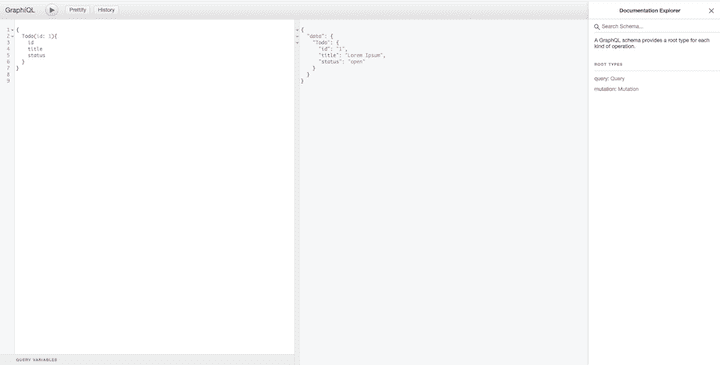 GraphiQL
Prettify
History
1 {
2 Todo(id: 1){
3 id
4 title
5 status
6 }
7 }
8
9
QUERY VARIABLES
{
"data": {
"Todo": {
"id": "1",
"title": "Lorem Ipsum",
"status": "open"
}
}
}
Documentation Explorer
Search Schema...
A GraphQL schema provides a root type for each
kind of operation.
ROOT TYPES
query: Query
mutation: Mutation